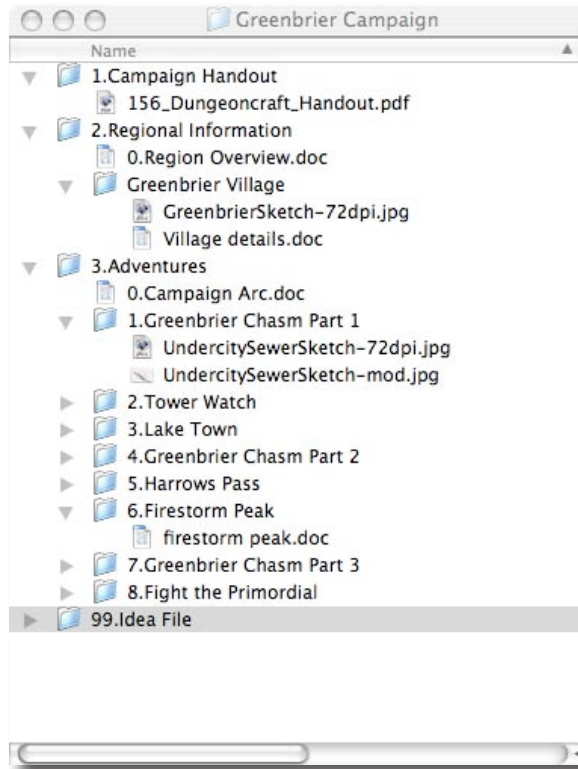 Greenbrier Campaign
Name
1.Campaign Handout
156_Dungeoncraft_Handout.pdf
2.Regional Information
0.Region Overview.doc
Greenbrier Village
GreenbrierSketch-72dpi.jpg
Village details.doc
3.Adventures
0.Campaign Arc.doc
1.Greenbrier Chasm Part 1
UndercitySewerSketch-72dpi.jpg
UndercitySewerSketch-mod.jpg
2.Tower Watch
3.Lake Town
4.Greenbrier Chasm Part 2
5.Harrows Pass
6.Firestorm Peak
firestorm peak.doc
7.Greenbrier Chasm Part 3
8.Fight the Primordial
99.Idea File